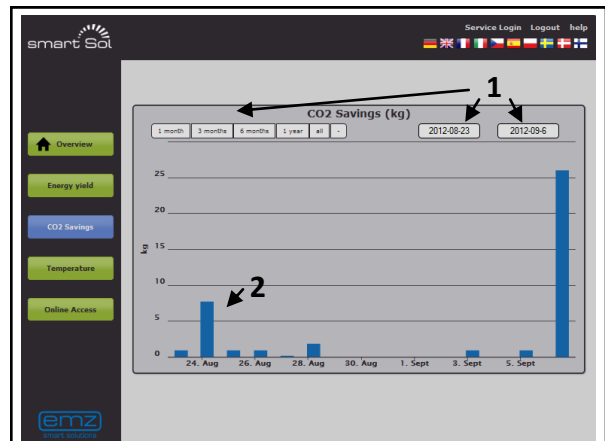 Service Login Logout help
smart Sol
1
CO2 Savings (kg)
1 month 3 months 6 months 1 year all -
2012-08-23 2012-09-6
Overview
Energy yield
CO2 Savings
Temperature
Online Access
kg
25
20
15
10
5
0
2
24. Aug 26. Aug 28. Aug 30. Aug 1. Sept 3. Sept 5. Sept
emz
smart solutions